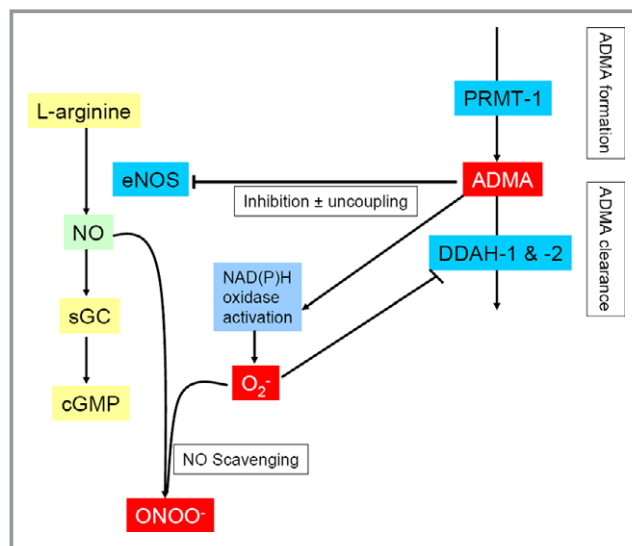 ADMA formation
PRMT-1
L-arginine
eNOS
ADMA
Inhibition ± uncoupling
ADMA clearance
NO
DDAH-1 & -2
NAD(P)H
oxidase
activation
sGC
O₂⁻
cGMP
NO Scavenging
ONOO⁻